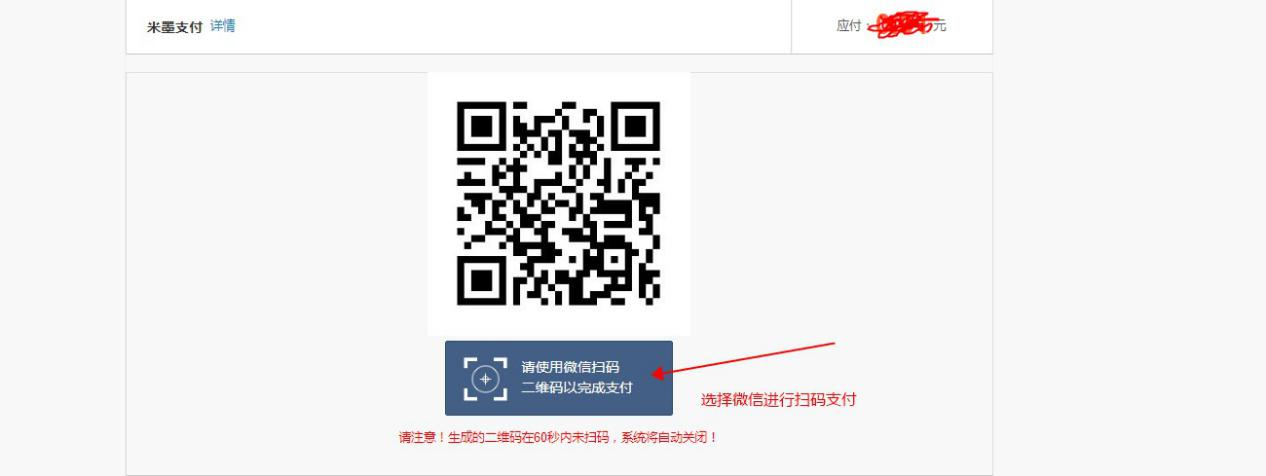 米墨支付 详情
应付： 元
请使用微信扫码
二维码以完成支付
选择微信进行扫码支付
请注意！生成的二维码在60秒内未扫码，系统将自动关闭！